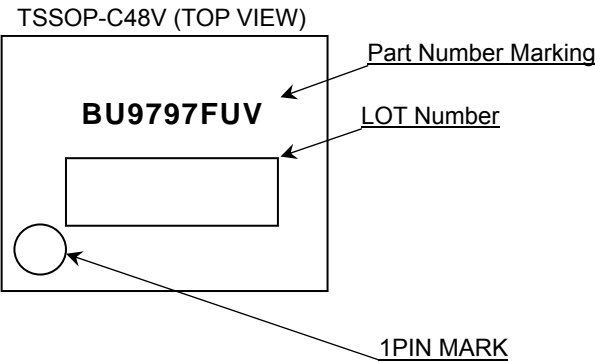 TSSOP-C48V (TOP VIEW)
Part Number Marking
BU9797FUV
LOT Number
1PIN MARK